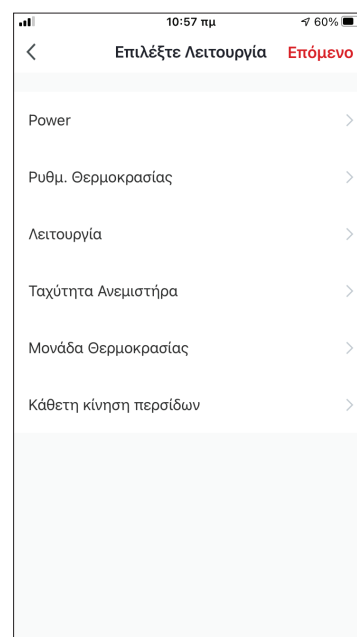 10:57 πμ
60%
Επιλέξτε Λειτουργία
Επόμενο
Power
Ρυθμ. Θερμοκρασίας
Λειτουργία
Ταχύτητα Ανεμιστήρα
Μονάδα Θερμοκρασίας
Κάθετη κίνηση περσίδων